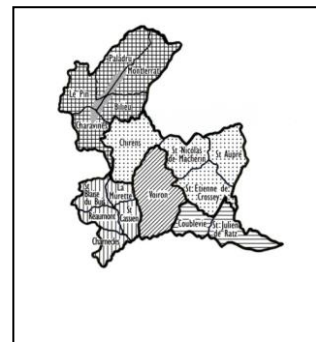 Paladru
Montferrat
Le Pin
Bilieu
Charavines
Chirens
St Nicolas
de Macherin
St Aupre
St Blaise
du Buis
La
Murette
Voiron
St Etienne de
Crossey
Réaumont
St
Cassien
Charnècles
Coublevie
St Julien
de Ratz